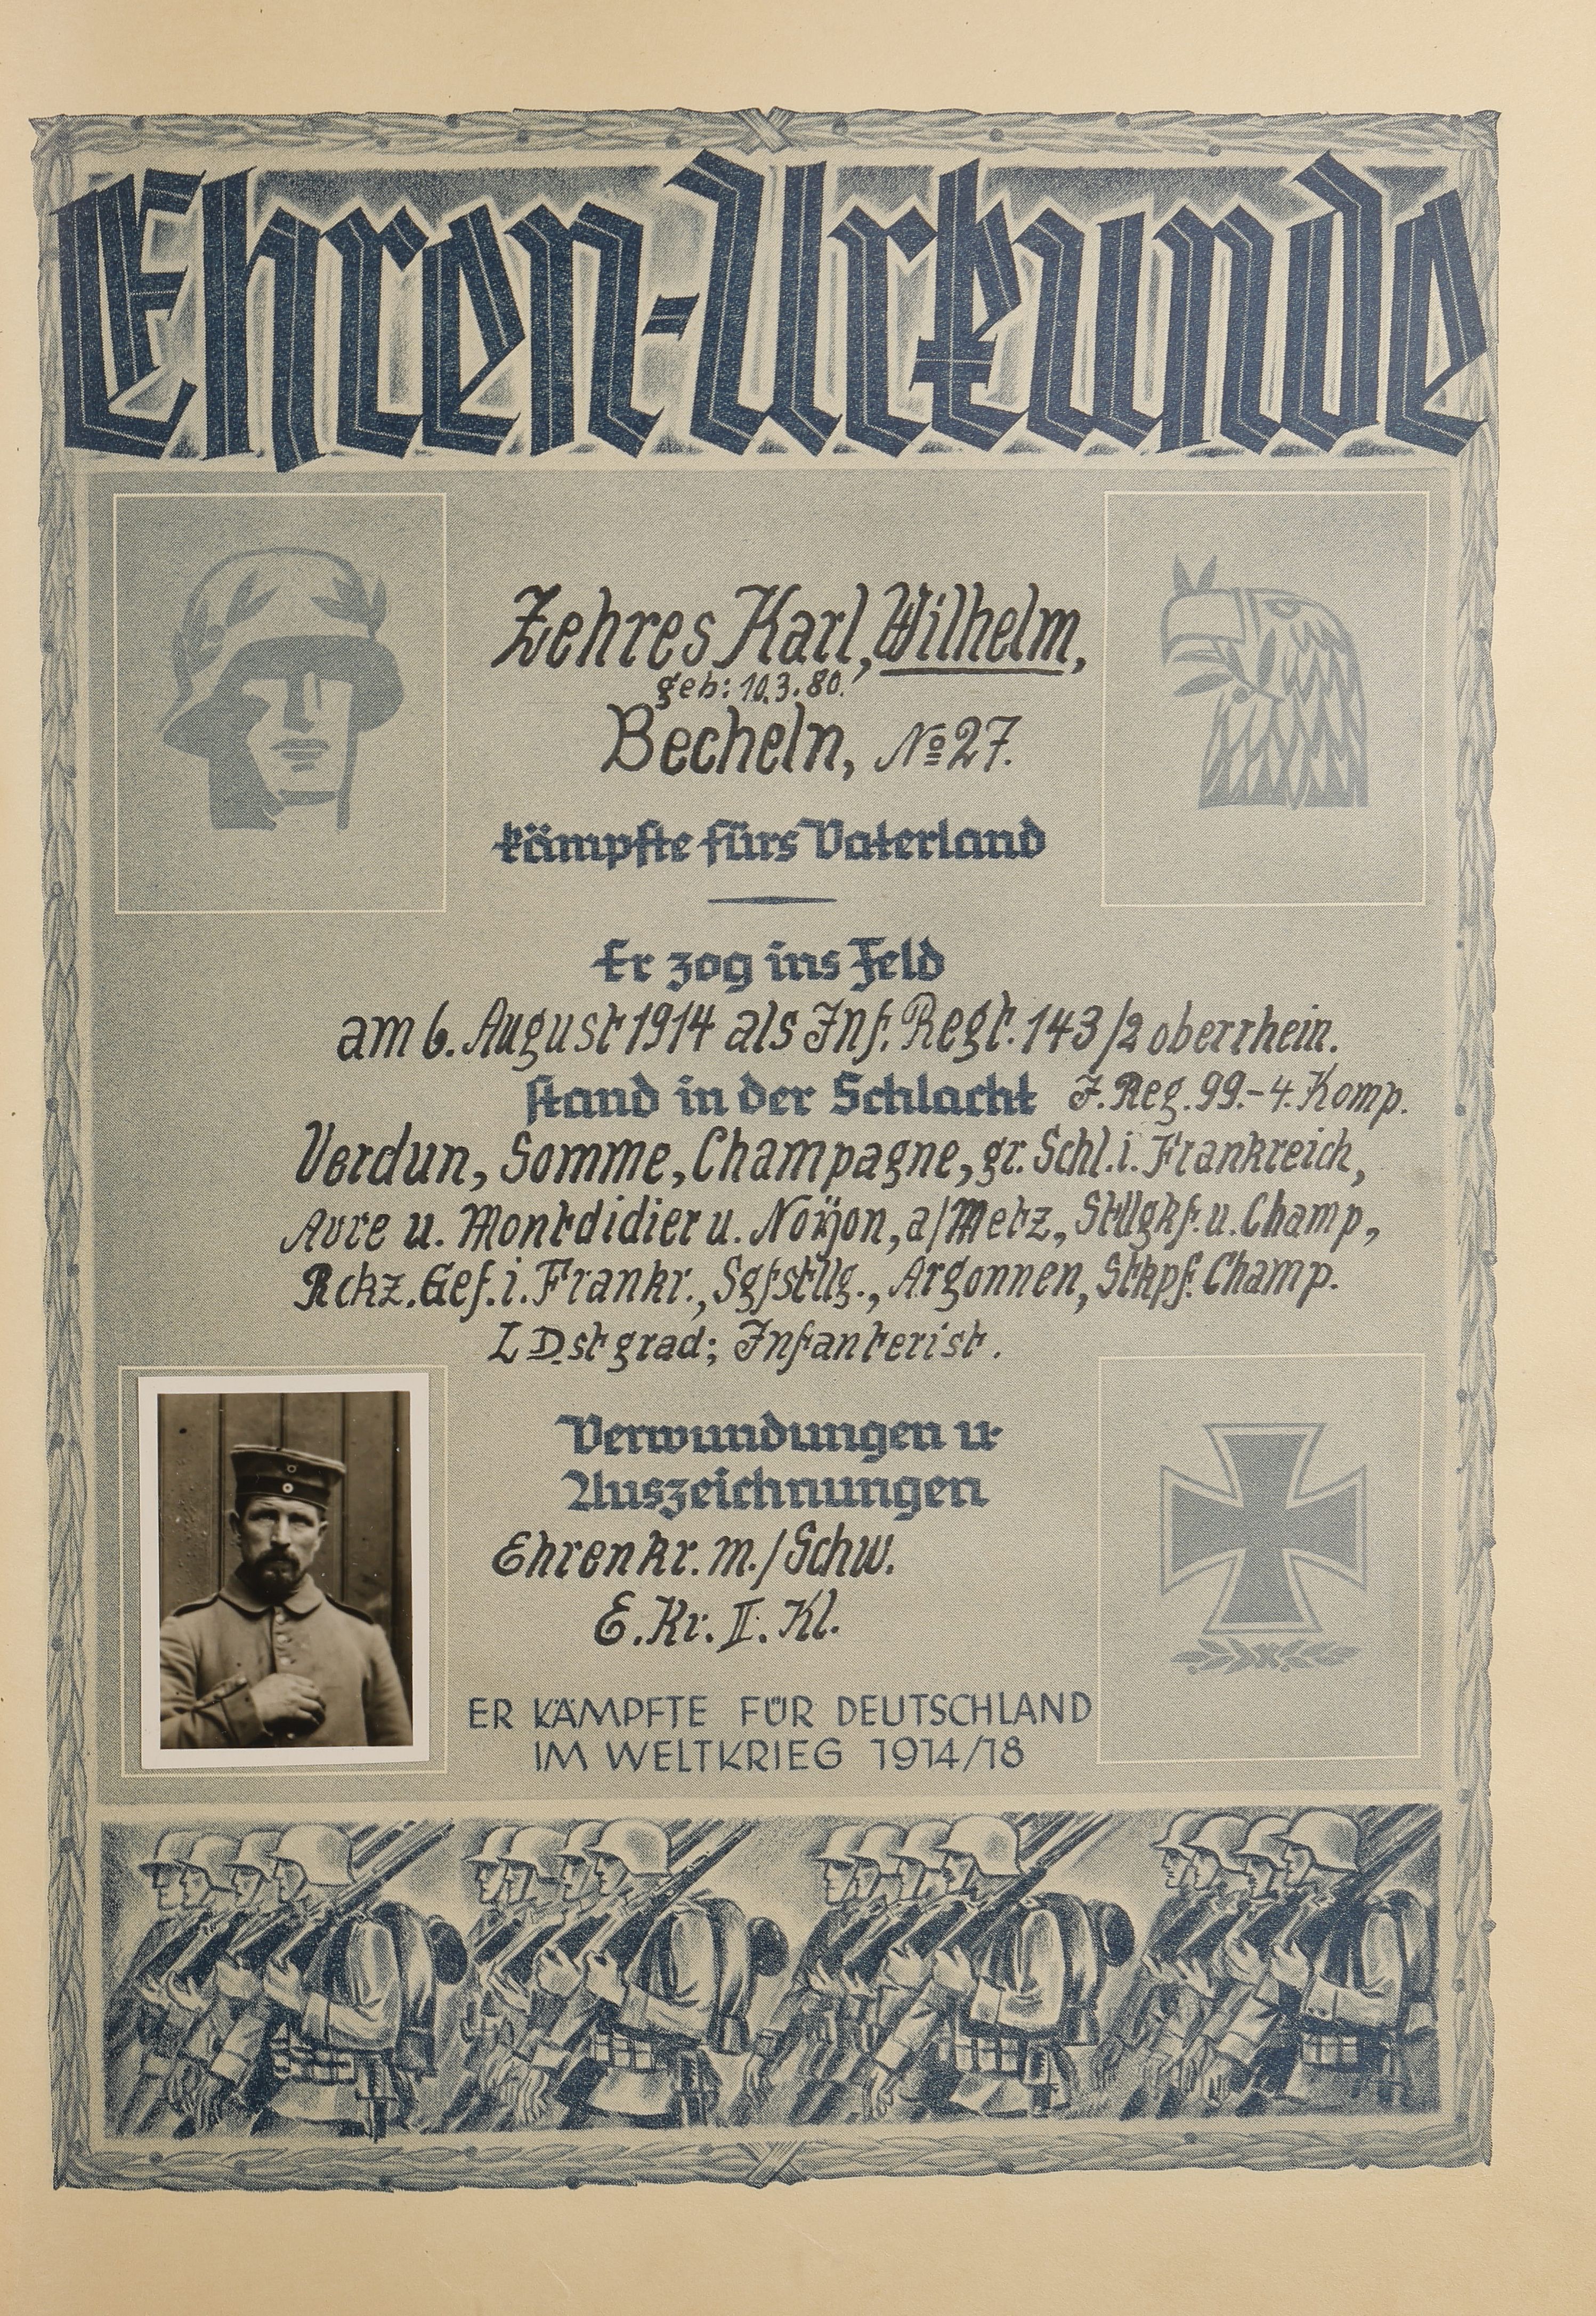 Ehren-Urkunde
Zehres Karl, Wilhelm,
geb: 10.3.80.
Becheln, No 27.
kämpfte fürs Vaterland
Er zog ins Feld
am 6. August 1914 als Inf. Regt. 143/2 oberrhein.
stand in der Schlacht J. Reg. 99.-4. Komp.
Verdun, Somme, Champagne, gr. Schl. i. Frankreich,
Avre u. Montdidier u. Noÿon, a/Metz, Stllgkf. u. Champ,
Rckz. Gef. i. Frankr., Sgfstllg., Argonnen, Stkpf. Champ.
L D.stgrad; Infanterist.
Verwundungen u.
Auszeichnungen
Ehrenkr. m./Schw.
E. Kr. II. Kl.
ER KÄMPFTE FÜR DEUTSCHLAND
IM WELTKRIEG 1914/18